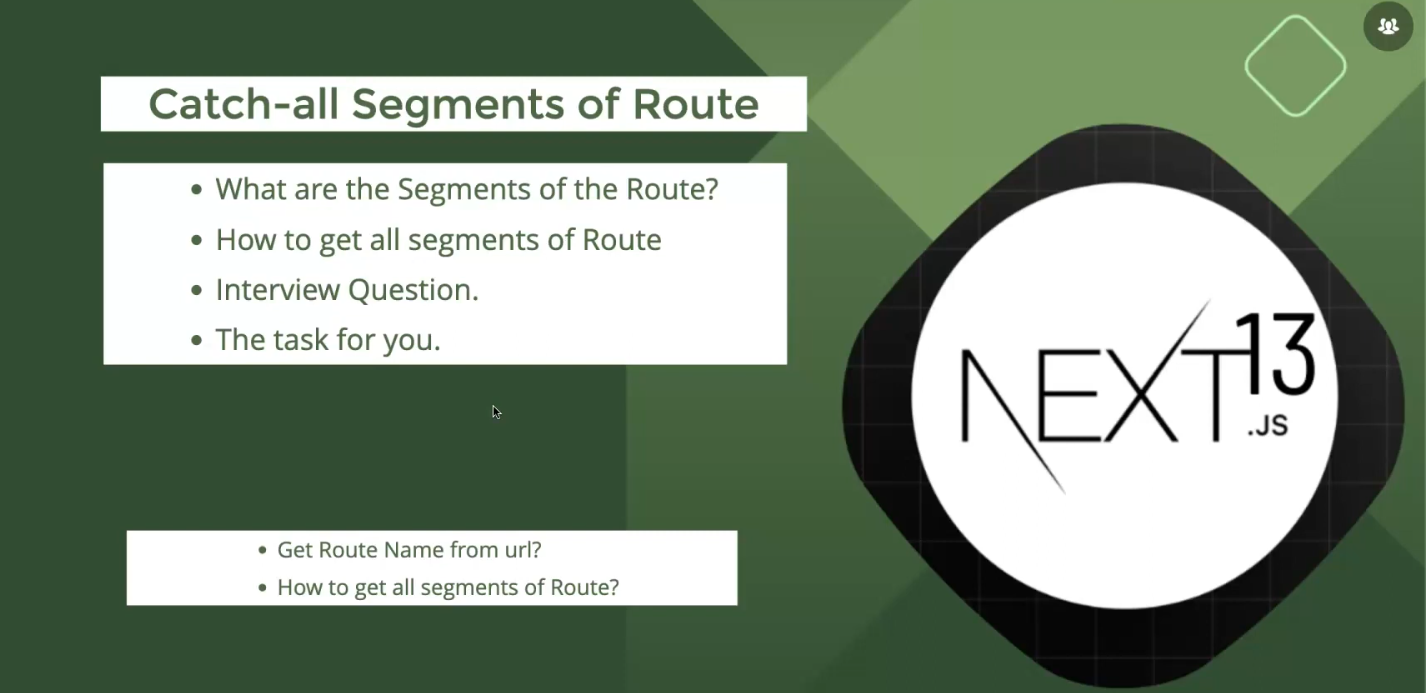 Catch-all Segments of Route
• What are the Segments of the Route?
• How to get all segments of Route
• Interview Question.
• The task for you.
NEXT13
.JS
• Get Route Name from url?
• How to get all segments of Route?